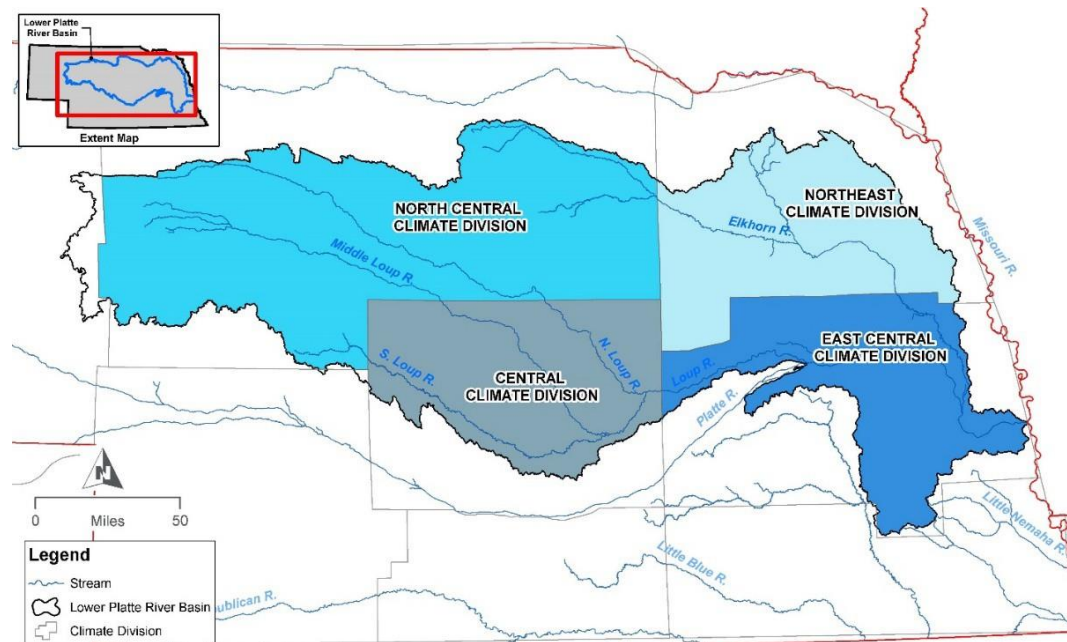 Lower Platte
River Basin
Extent Map
NORTH CENTRAL
CLIMATE DIVISION
NORTHEAST
CLIMATE DIVISION
Elkhorn R.
Missouri R.
Middle Loup R.
EAST CENTRAL
CLIMATE DIVISION
N. Loup R.
S. Loup R.
Loup R.
CENTRAL
CLIMATE DIVISION
Platte R.
N
0 50
Miles
Little Nemaha R.
Little Blue R.
Legend
Stream
Lower Platte River Basin
Climate Division
publican R.